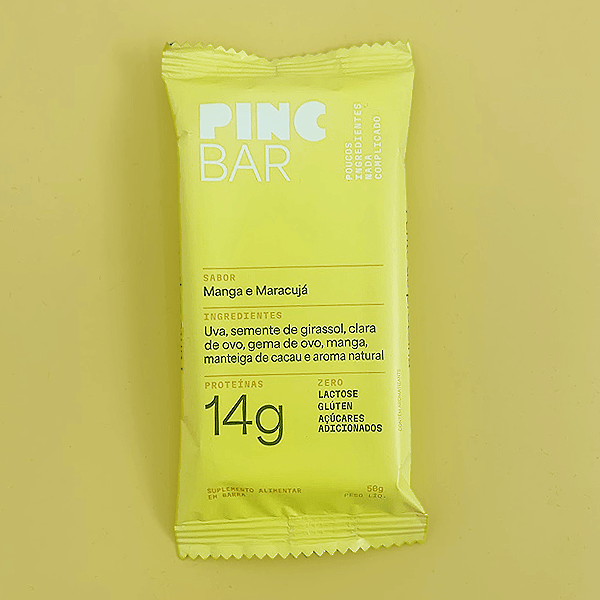 PINC
BAR
POUCOS
INGREDIENTES
NADA
COMPLICADO
SABOR
Manga e Maracujá
INGREDIENTES
Uva, semente de girassol, clara
de ovo, gema de ovo, manga,
manteiga de cacau e aroma natural
PROTEÍNAS
14g
ZERO
LACTOSE
GLÚTEN
AÇÚCARES
ADICIONADOS
CONTÉM AROMATIZANTE
SUPLEMENTO ALIMENTAR
EM BARRA
50g
PESO LÍQ.